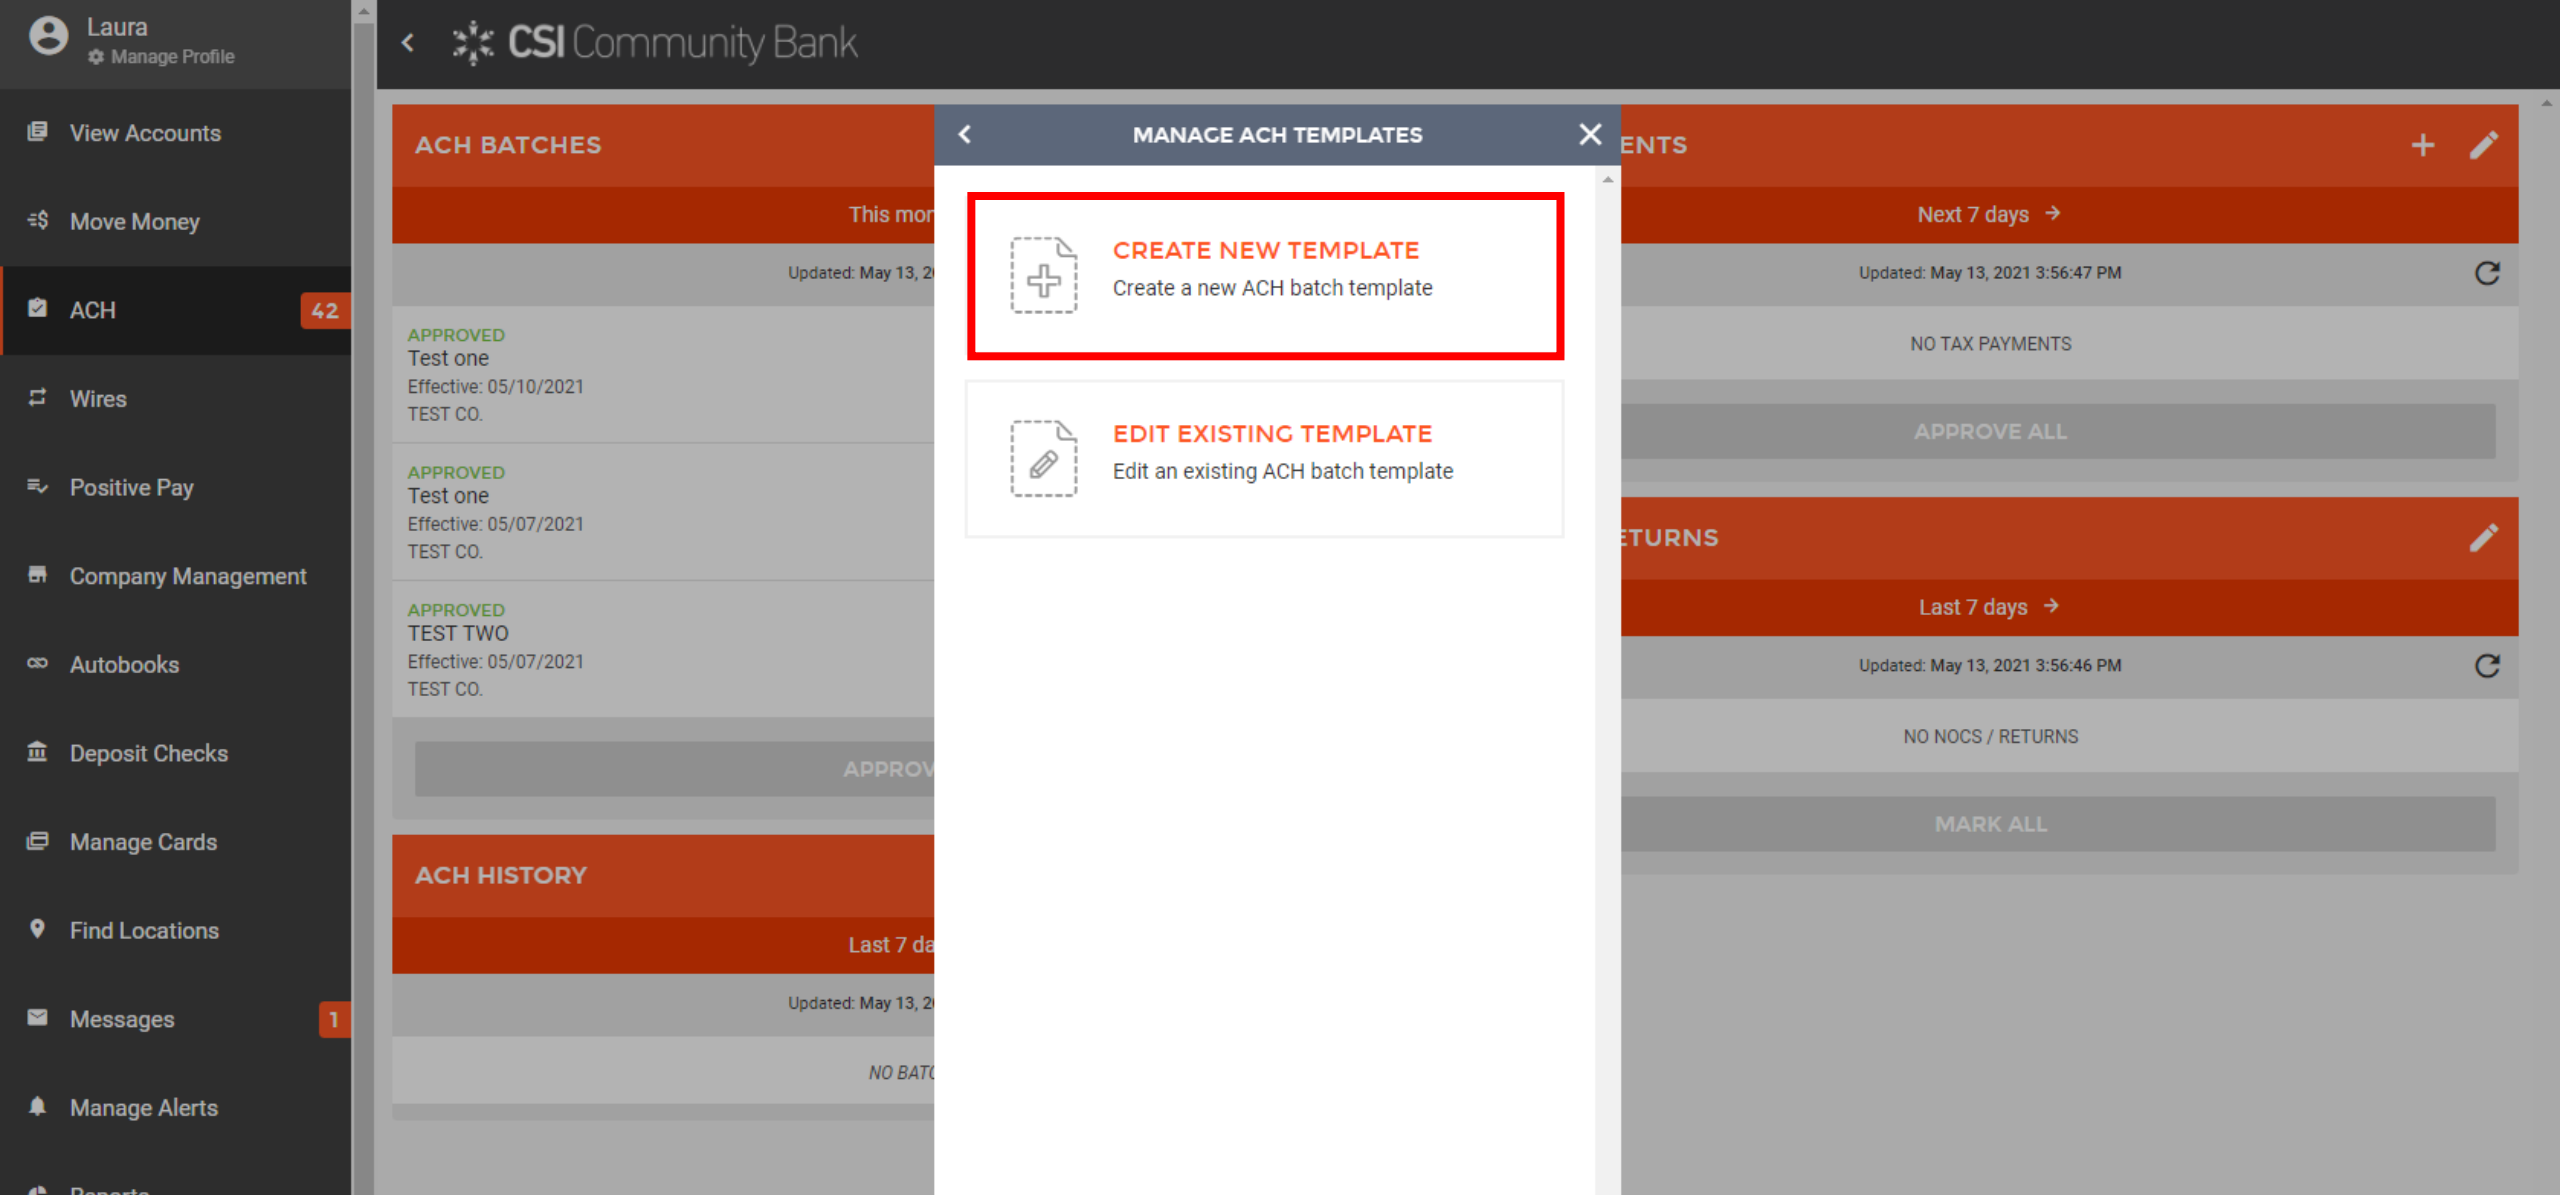 Laura
Manage Profile
View Accounts
Move Money
ACH
42
Wires
Positive Pay
Company Management
Autobooks
Deposit Checks
Manage Cards
Find Locations
Messages
1
Manage Alerts
CSI Community Bank
ACH BATCHES
This mon
Updated: May 13, 20
APPROVED
Test one
Effective: 05/10/2021
TEST CO.
APPROVED
Test one
Effective: 05/07/2021
TEST CO.
APPROVED
TEST TWO
Effective: 05/07/2021
TEST CO.
APPROV
ACH HISTORY
Last 7 da
Updated: May 13, 20
NO BATC
MANAGE ACH TEMPLATES
CREATE NEW TEMPLATE
Create a new ACH batch template
EDIT EXISTING TEMPLATE
Edit an existing ACH batch template
ENTS
Next 7 days
Updated: May 13, 2021 3:56:47 PM
NO TAX PAYMENTS
APPROVE ALL
ETURNS
Last 7 days
Updated: May 13, 2021 3:56:46 PM
NO NOCS / RETURNS
MARK ALL